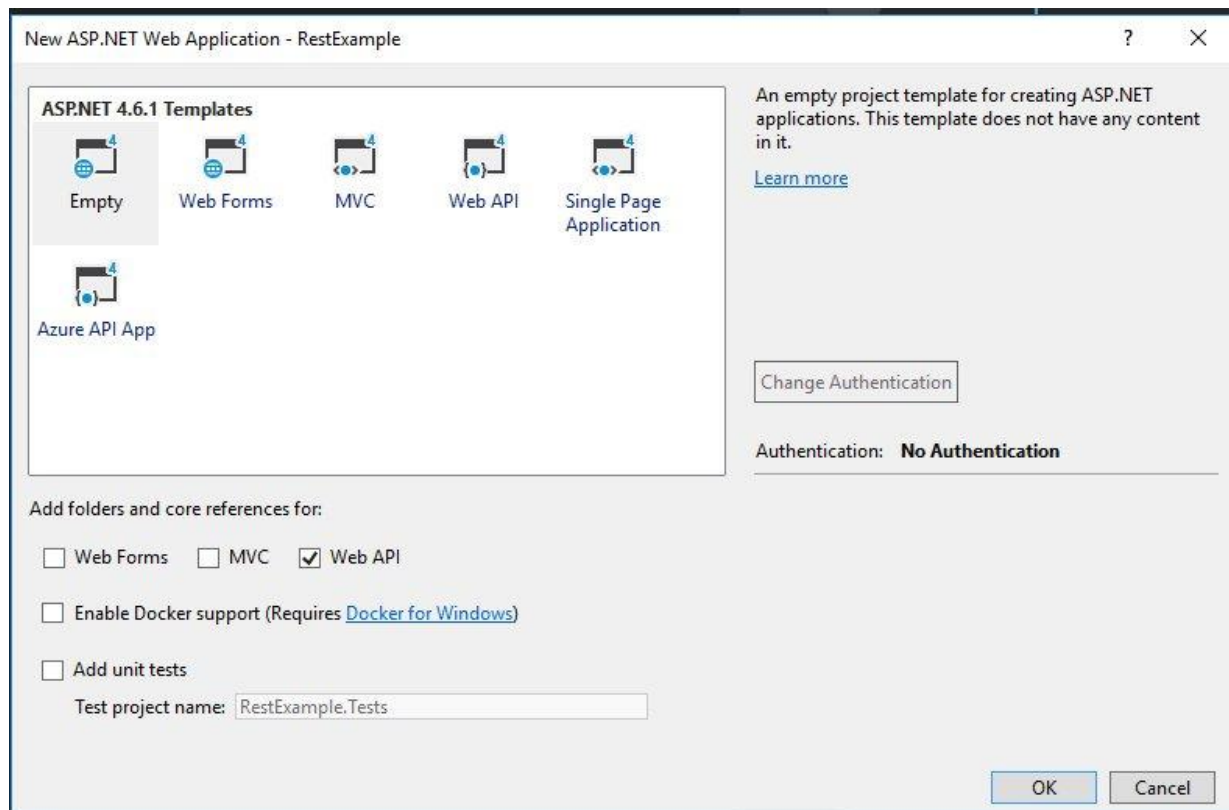 New ASP.NET Web Application - RestExample
?
ASP.NET 4.6.1 Templates
4
4
4
4
4
Empty
Web Forms
MVC
Web API
Single Page
Application
4
Azure API App
An empty project template for creating ASP.NET
applications. This template does not have any content
in it.
Learn more
Change Authentication
Authentication: No Authentication
Add folders and core references for:
Web Forms MVC Web API
Enable Docker support (Requires Docker for Windows)
Add unit tests
Test project name: RestExample.Tests
OK Cancel